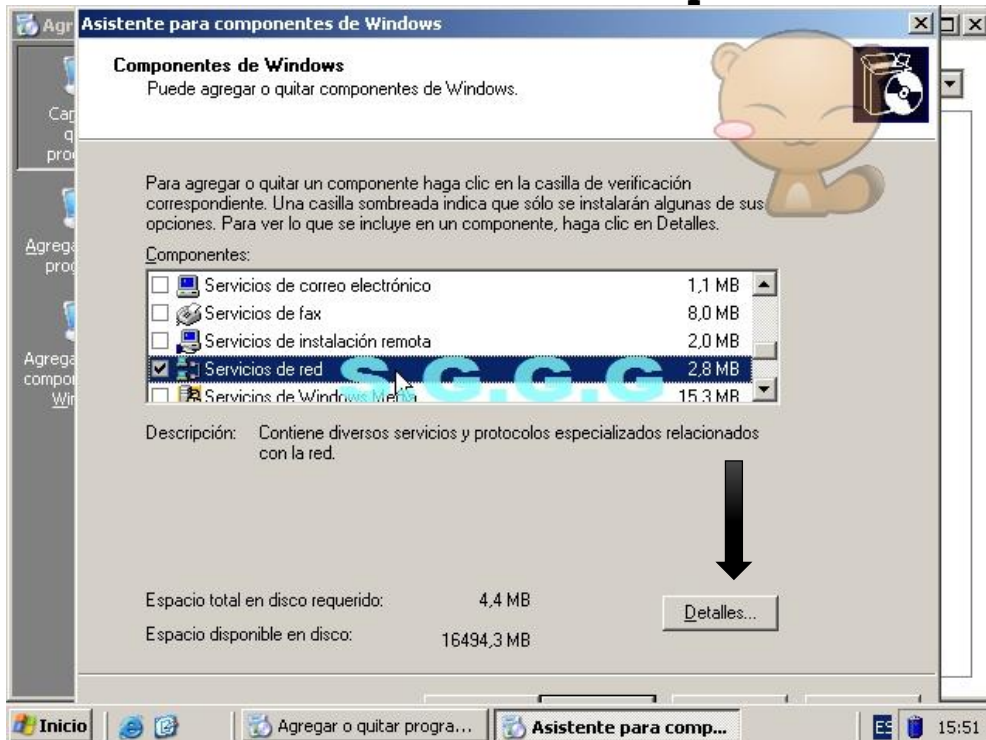 Agr
Asistente para componentes de Windows
Componentes de Windows
Puede agregar o quitar componentes de Windows.
Para agregar o quitar un componente haga clic en la casilla de verificación
correspondiente. Una casilla sombreada indica que sólo se instalarán algunas de sus
opciones. Para ver lo que se incluye en un componente, haga clic en Detalles.
Componentes:
Servicios de correo electrónico 1,1 MB
Servicios de fax 8,0 MB
Servicios de instalación remota 2,0 MB
Servicios de red 2,8 MB
S.G.G.G
Servicios de Windows Media 15,3 MB
Descripción: Contiene diversos servicios y protocolos especializados relacionados
con la red.
Espacio total en disco requerido: 4,4 MB
Detalles...
Espacio disponible en disco: 16494,3 MB
Inicio
Agregar o quitar progra...
Asistente para comp...
ES
15:51